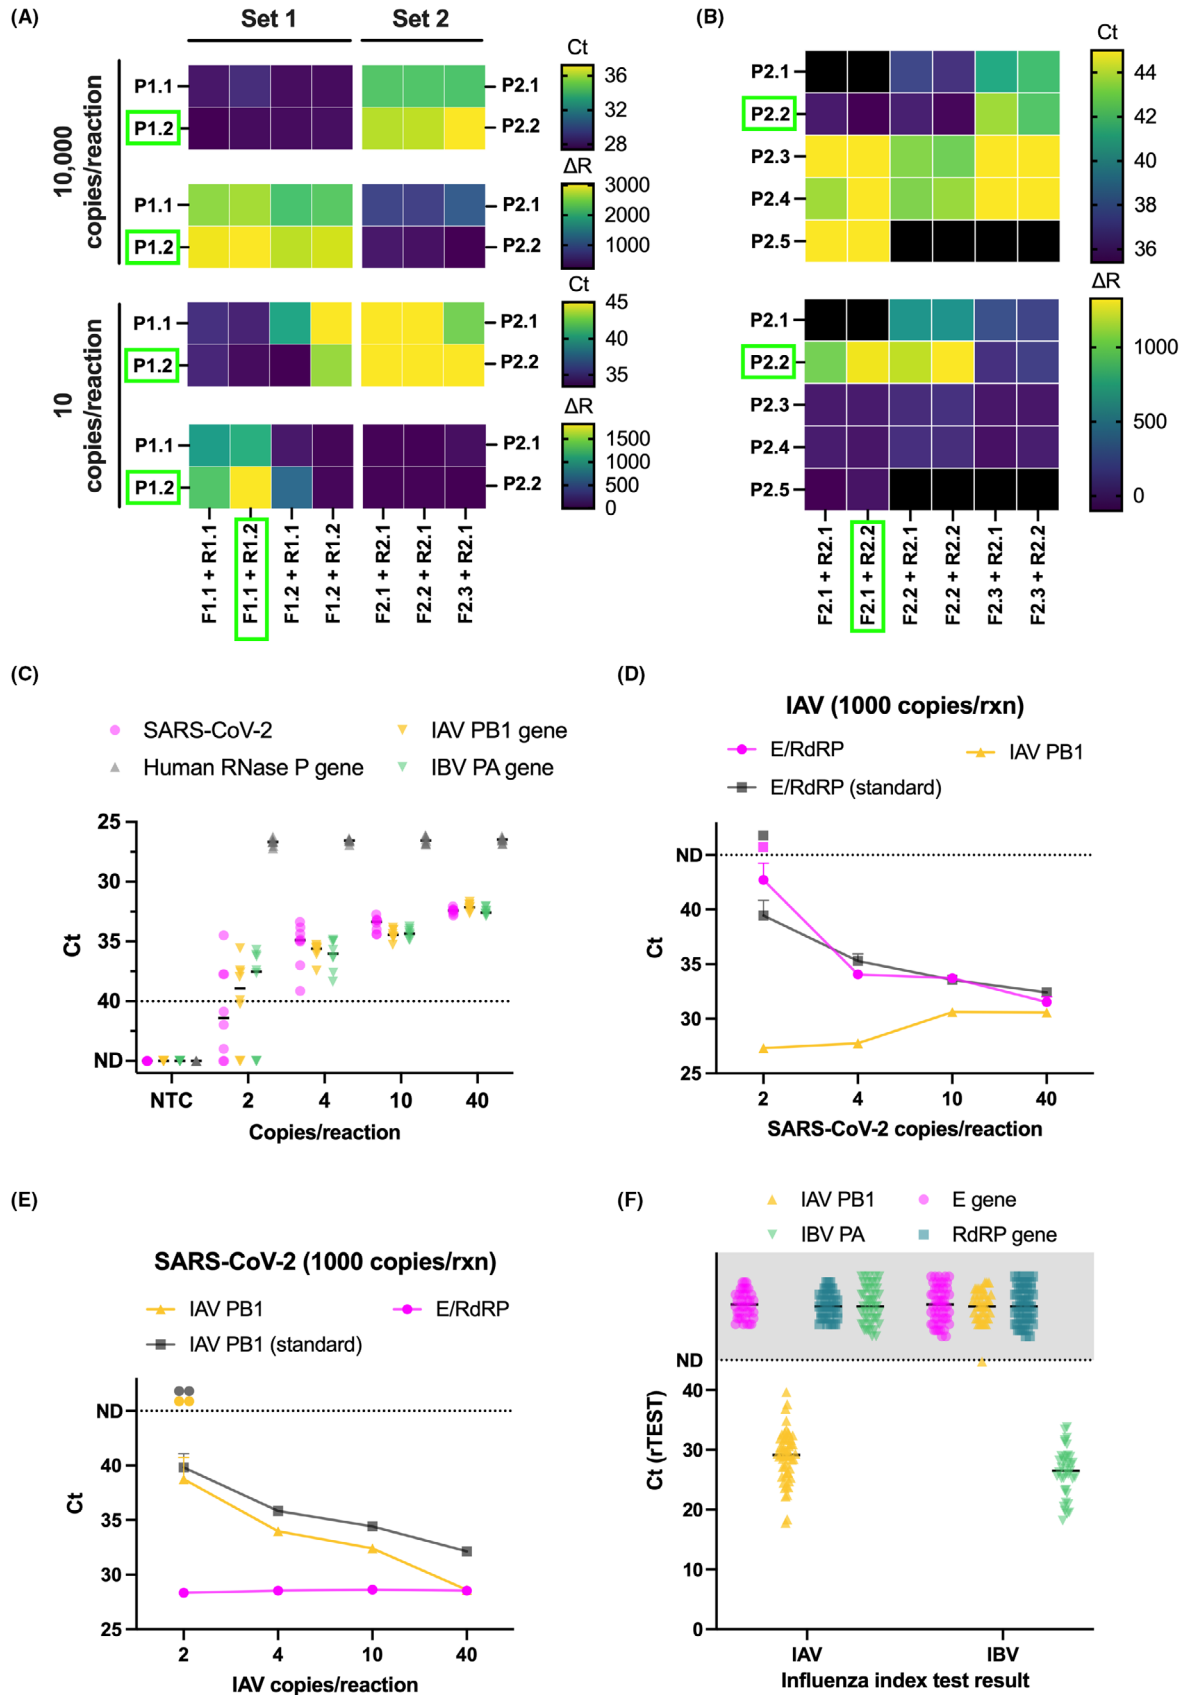 (A)
Set 1
Set 2
10,000
copies/reaction
P1.1
P1.2
P2.1
P2.2
Ct
36
32
28
P1.1
P1.2
P2.1
P2.2
ΔR
3000
2000
1000
10
copies/reaction
P1.1
P1.2
P2.1
P2.2
Ct
45
40
35
P1.1
P1.2
P2.1
P2.2
ΔR
1500
1000
500
0
F1.1 + R1.1
F1.1 + R1.2
F1.2 + R1.1
F1.2 + R1.2
F2.1 + R2.1
F2.2 + R2.1
F2.3 + R2.1
(B)
P2.1
P2.2
P2.3
P2.4
P2.5
Ct
44
42
40
38
36
P2.1
P2.2
P2.3
P2.4
P2.5
ΔR
1000
500
0
F2.1 + R2.1
F2.1 + R2.2
F2.2 + R2.1
F2.2 + R2.2
F2.3 + R2.1
F2.3 + R2.2
(C)
SARS-CoV-2
IAV PB1 gene
Human RNase P gene
IBV PA gene
Ct
25
30
35
40
ND
NTC 2 4 10 40
Copies/reaction
(D)
IAV (1000 copies/rxn)
E/RdRP
IAV PB1
E/RdRP (standard)
Ct
ND
40
35
30
25
2 4 10 40
SARS-CoV-2 copies/reaction
(E)
SARS-CoV-2 (1000 copies/rxn)
IAV PB1
E/RdRP
IAV PB1 (standard)
Ct
ND
40
35
30
25
2 4 10 40
IAV copies/reaction
(F)
IAV PB1
E gene
IBV PA
RdRP gene
Ct (rTEST)
ND
40
30
20
10
0
IAV IBV
Influenza index test result